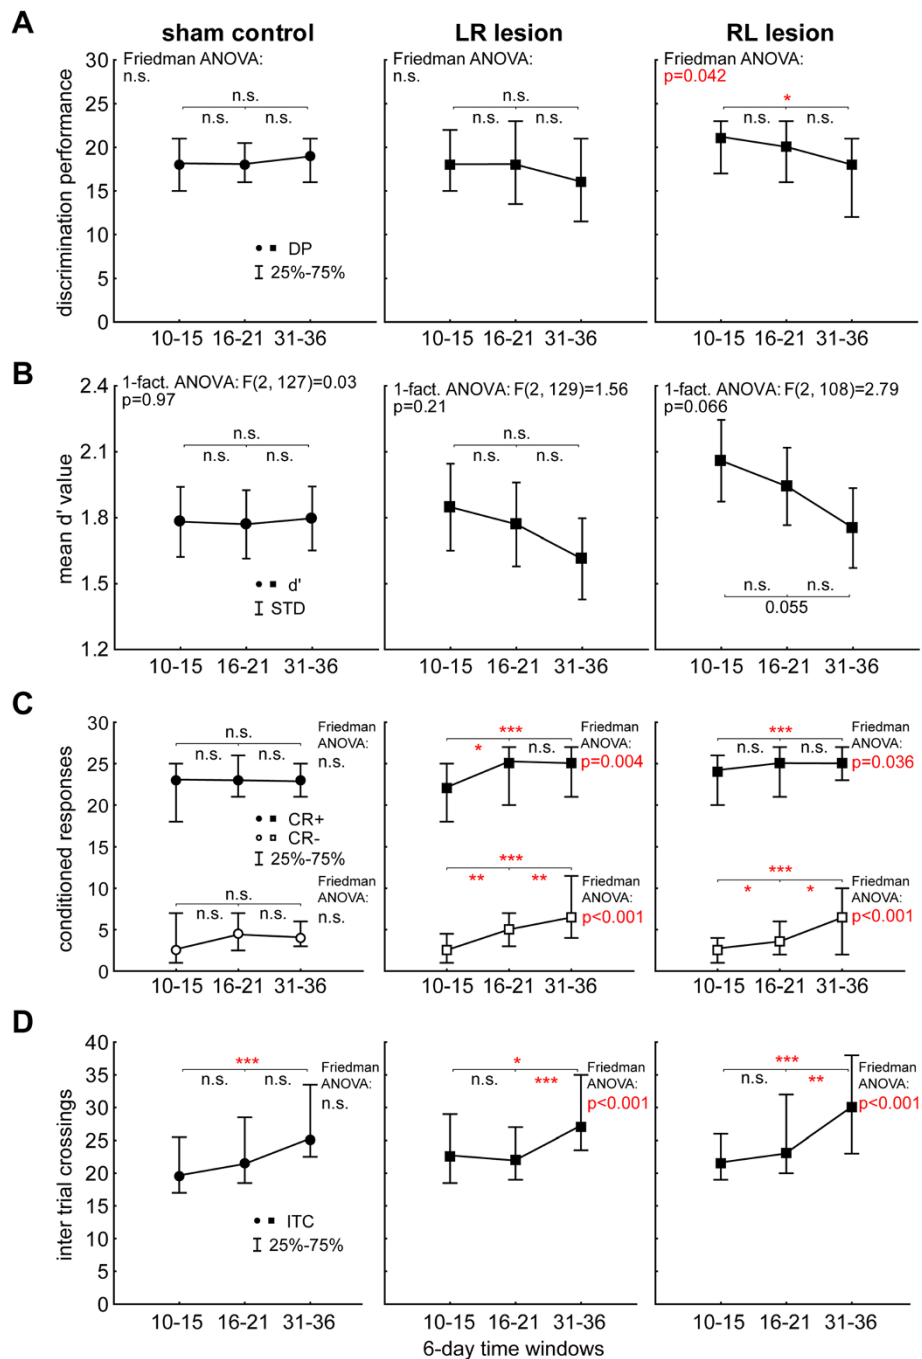 A
sham control
LR lesion
RL lesion
discrimination performance
30
25
20
15
10
5
0
Friedman ANOVA:
n.s.
n.s.
n.s. n.s.
DP
25%-75%
10-15 16-21 31-36
Friedman ANOVA:
n.s.
n.s.
n.s. n.s.
10-15 16-21 31-36
Friedman ANOVA:
p=0.042
*
n.s. n.s.
10-15 16-21 31-36
B
mean d' value
2.4
2.1
1.8
1.5
1.2
1-fact. ANOVA: F(2, 127)=0.03
p=0.97
n.s.
n.s. n.s.
d'
STD
10-15 16-21 31-36
1-fact. ANOVA: F(2, 129)=1.56
p=0.21
n.s.
n.s. n.s.
10-15 16-21 31-36
1-fact. ANOVA: F(2, 108)=2.79
p=0.066
n.s. n.s.
0.055
10-15 16-21 31-36
C
conditioned responses
30
25
20
15
10
5
0
Friedman
ANOVA:
n.s.
n.s.
n.s. n.s.
CR+
CR-
25%-75%
Friedman
ANOVA:
n.s.
n.s.
n.s. n.s.
10-15 16-21 31-36
Friedman
ANOVA:
p=0.004
***
* n.s.
***
** **
Friedman
ANOVA:
p<0.001
10-15 16-21 31-36
Friedman
ANOVA:
p=0.036
***
n.s. n.s.
***
* *
Friedman
ANOVA:
p<0.001
10-15 16-21 31-36
D
inter trial crossings
40
35
30
25
20
15
10
5
0
***
n.s. n.s.
Friedman
ANOVA:
n.s.
ITC
25%-75%
10-15 16-21 31-36
*
n.s. ***
Friedman
ANOVA:
p<0.001
10-15 16-21 31-36
***
n.s. **
Friedman
ANOVA:
p<0.001
10-15 16-21 31-36
6-day time windows